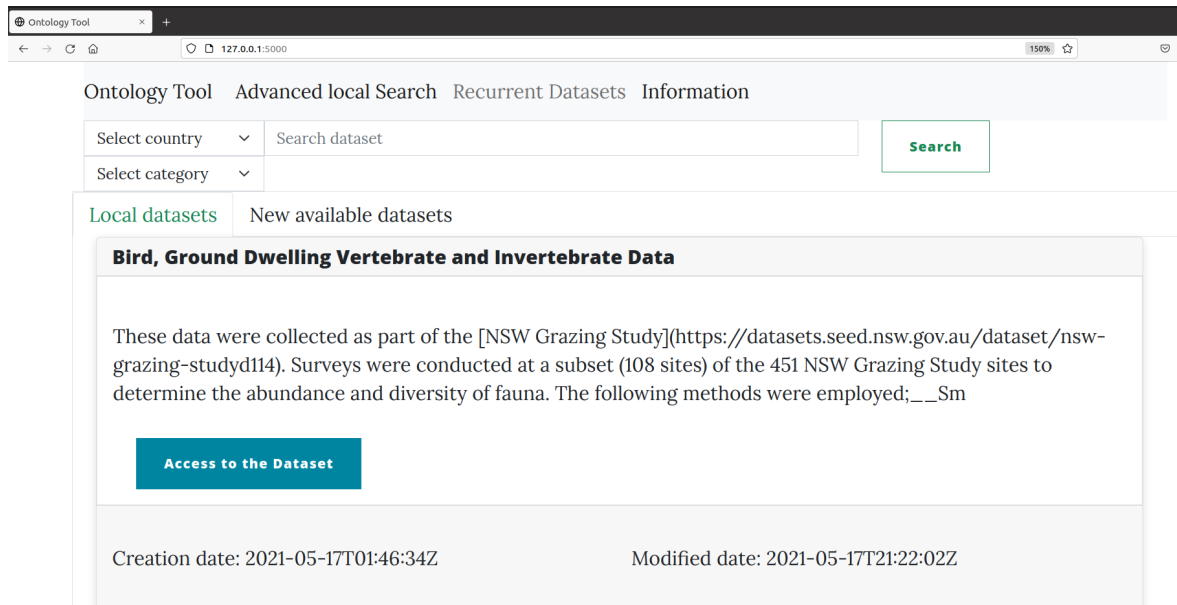 Ontology Tool
127.0.0.1:5000
150%
Ontology Tool Advanced local Search Recurrent Datasets Information
Select country Search dataset Search
Select category
Local datasets New available datasets
Bird, Ground Dwelling Vertebrate and Invertebrate Data
These data were collected as part of the [NSW Grazing Study](https://datasets.seed.nsw.gov.au/dataset/nsw-
grazing-studyd114). Surveys were conducted at a subset (108 sites) of the 451 NSW Grazing Study sites to
determine the abundance and diversity of fauna. The following methods were employed;__Sm
Access to the Dataset
Creation date: 2021-05-17T01:46:34Z Modified date: 2021-05-17T21:22:02Z